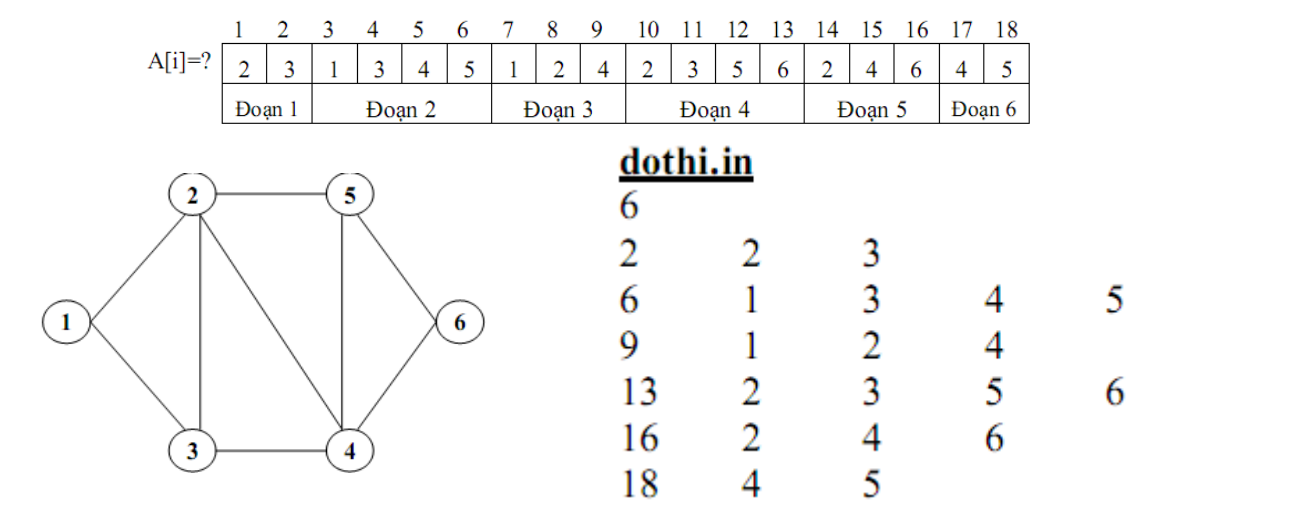 1 2 3 4 5 6 7 8 9 10 11 12 13 14 15 16 17 18
A[i]=? 2 3 1 3 4 5 1 2 4 2 3 5 6 2 4 6 4 5
Đoạn 1 Đoạn 2 Đoạn 3 Đoạn 4 Đoạn 5 Đoạn 6
2 5
1 6
3 4
dothi.in
6
2 2 3
6 1 3 4 5
9 1 2 4
13 2 3 5 6
16 2 4 6
18 4 5